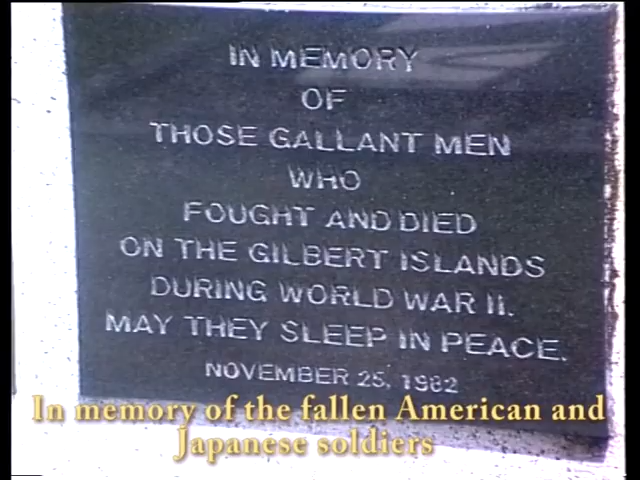 IN MEMORY
OF
THOSE GALLANT MEN
WHO
FOUGHT AND DIED
ON THE GILBERT ISLANDS
DURING WORLD WAR II.
MAY THEY SLEEP IN PEACE.
NOVEMBER 25, 1982
In memory of the fallen American and
Japanese soldiers